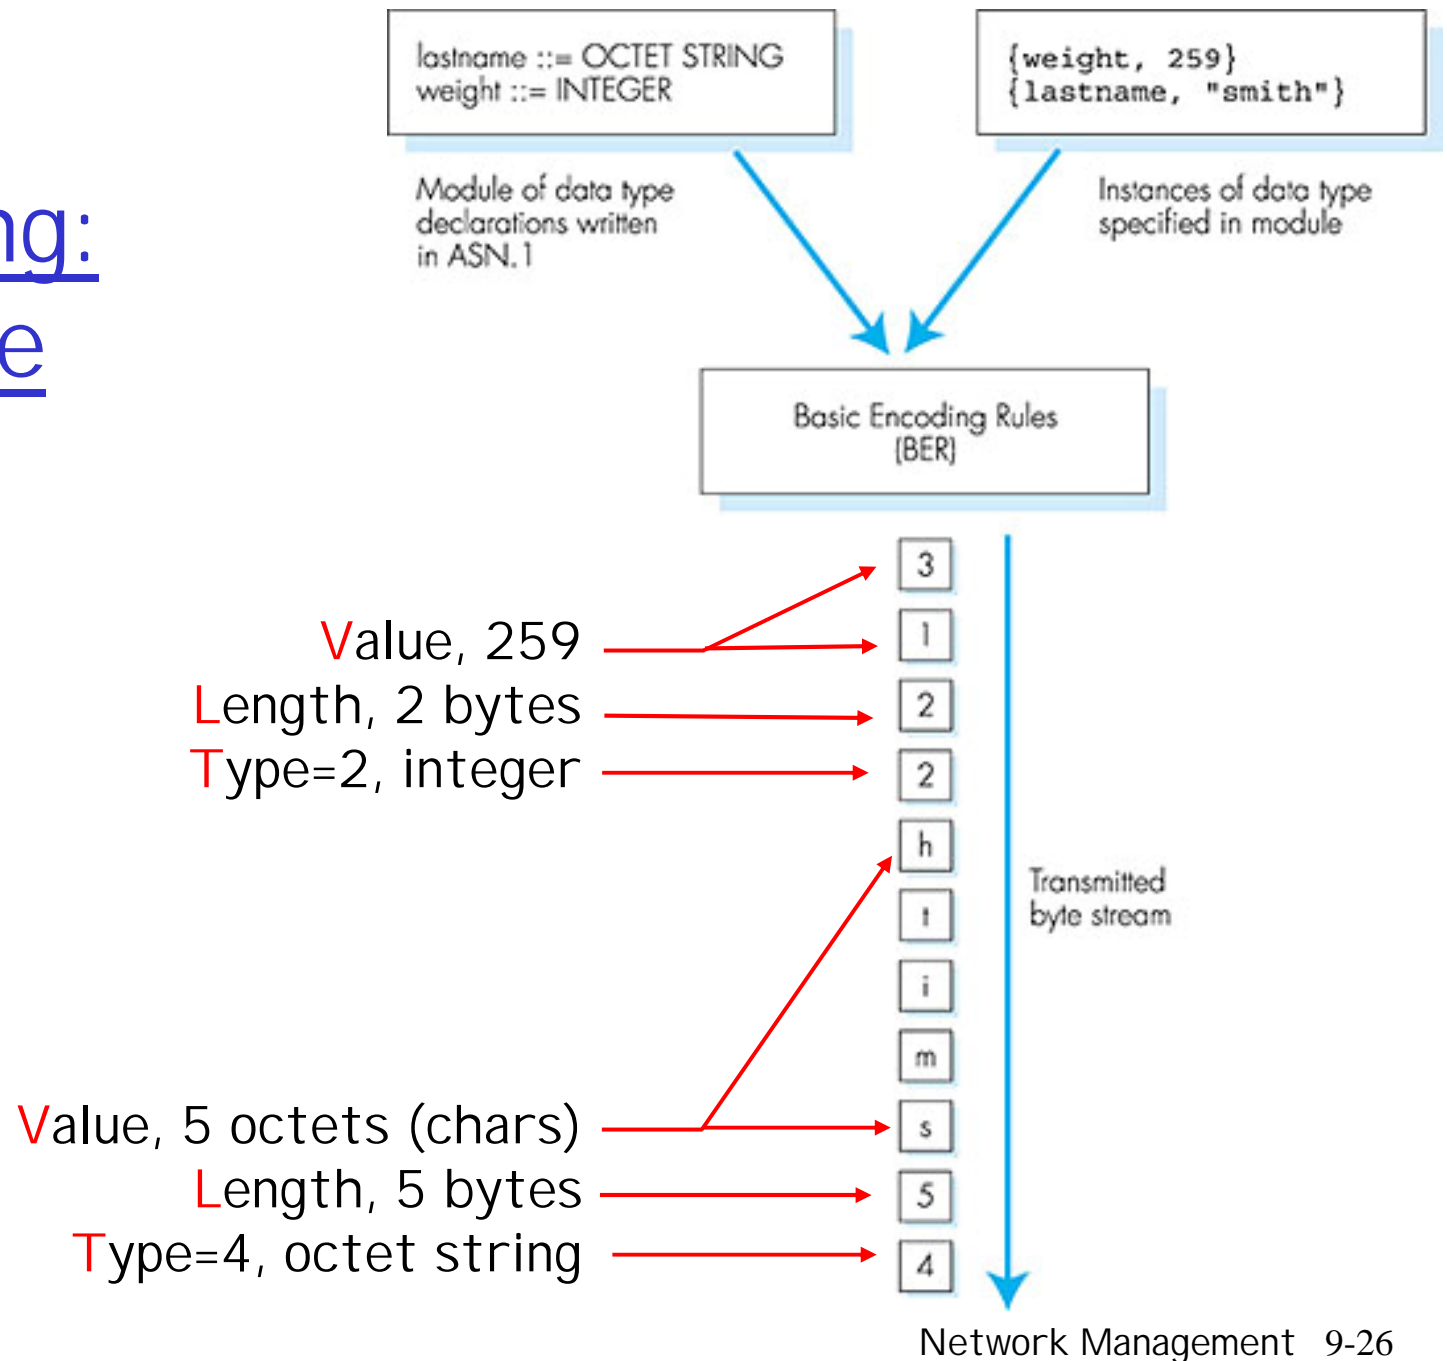 lastname ::= OCTET STRING
weight ::= INTEGER
{weight, 259}
{lastname, "smith"}
Module of data type
declarations written
in ASN.1
Instances of data type
specified in module
ng:
e
Basic Encoding Rules
(BER)
3
1
2
2
h
t
i
m
s
5
4
Value, 259
Length, 2 bytes
Type=2, integer
Value, 5 octets (chars)
Length, 5 bytes
Type=4, octet string
Transmitted
byte stream
Network Management 9-26